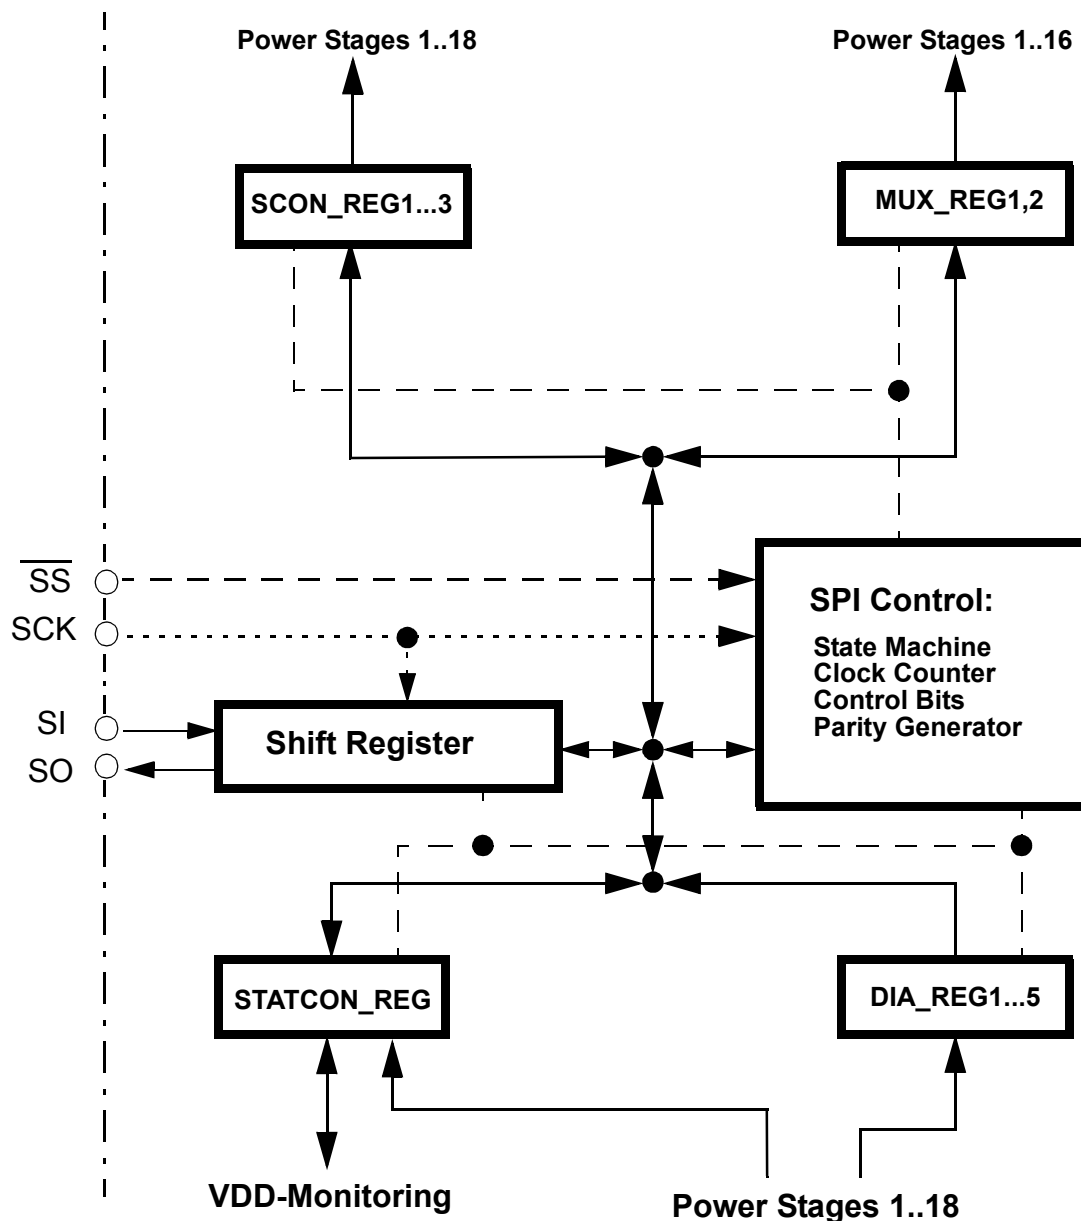 Power Stages 1..18
Power Stages 1..16
SCON_REG1...3
MUX_REG1,2
SS
SCK
SI
SO
SPI Control:
State Machine
Clock Counter
Control Bits
Parity Generator
Shift Register
STATCON_REG
DIA_REG1...5
VDD-Monitoring
Power Stages 1..18